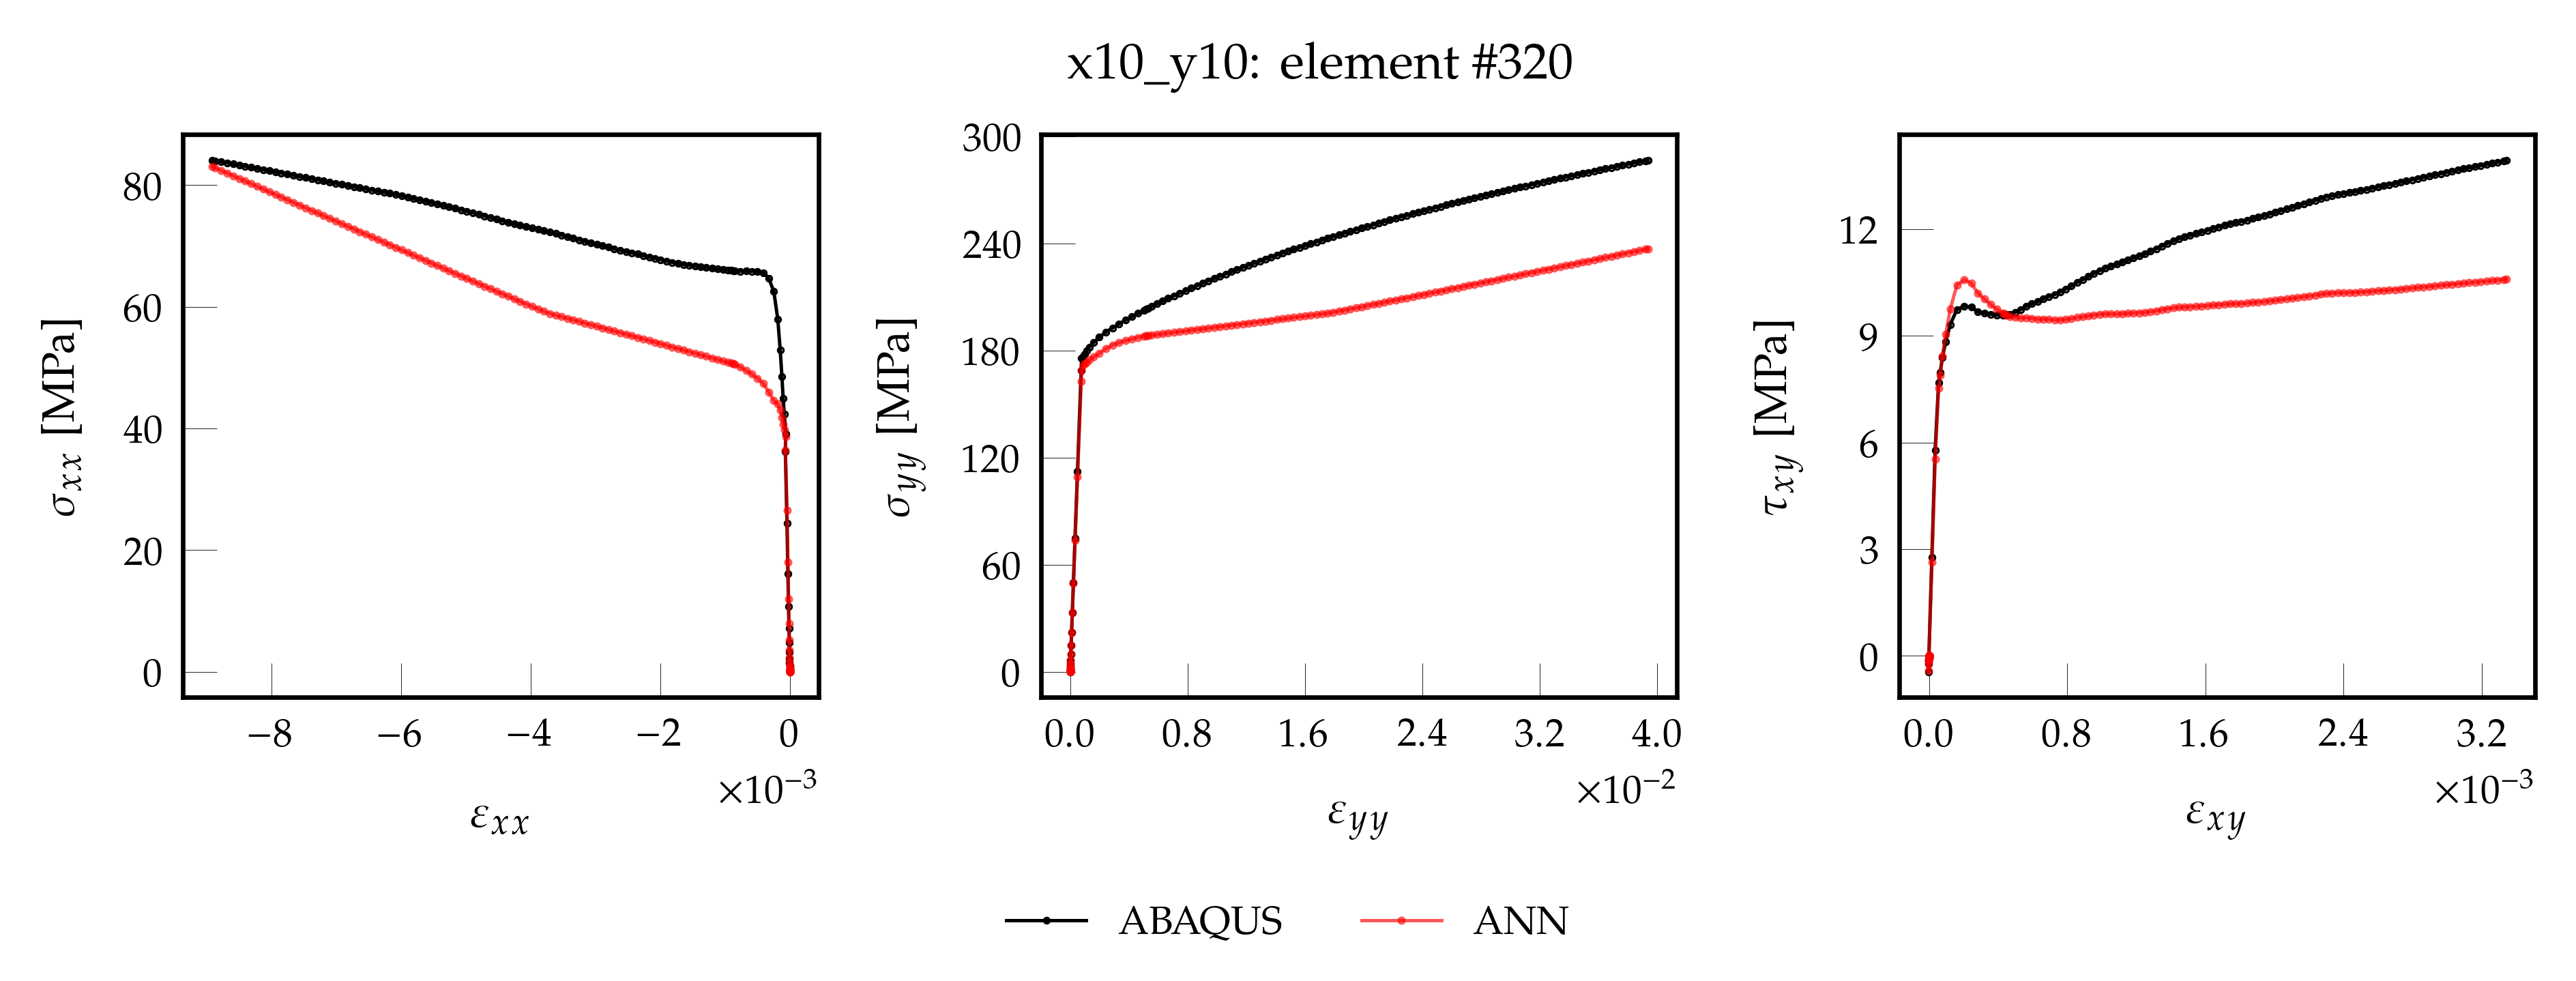 x10_y10: element #320
σxx [MPa]
80
60
40
20
0
−8 −6 −4 −2 0
×10−3
εxx
σyy [MPa]
300
240
180
120
60
0
0.0 0.8 1.6 2.4 3.2 4.0
×10−2
εyy
τxy [MPa]
12
9
6
3
0
0.0 0.8 1.6 2.4 3.2
×10−3
εxy
ABAQUS ANN